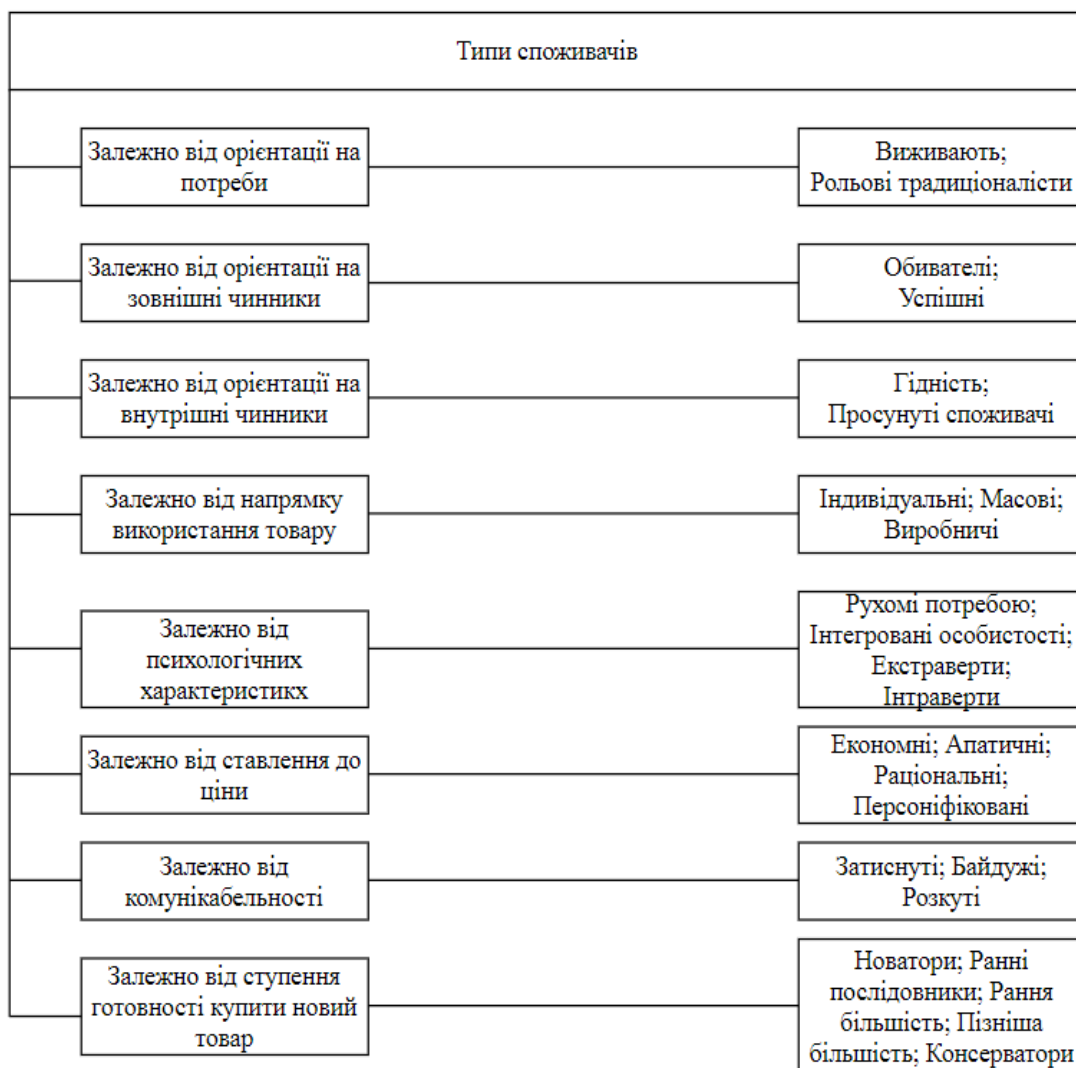 Типи споживачів
Залежно від орієнтації на
потреби
Виживають;
Рольові традиціоналісти
Залежно від орієнтації на
зовнішні чинники
Обивателі;
Успішні
Залежно від орієнтації на
внутрішні чинники
Гідність;
Просунуті споживачі
Залежно від напрямку
використання товару
Індивідуальні; Масові;
Виробничі
Залежно від
психологічних
характеристикх
Рухомі потребою;
Інтегровані особистості;
Екстраверти;
Інтраверти
Залежно від ставлення до
ціни
Економні; Апатичні;
Раціональні;
Персоніфіковані
Залежно від
комунікабельності
Затиснуті; Байдужі;
Розкуті
Залежно від ступення
готовності купити новий
товар
Новатори; Ранні
послідовники; Рання
більшість; Пізніша
більшість; Консерватори